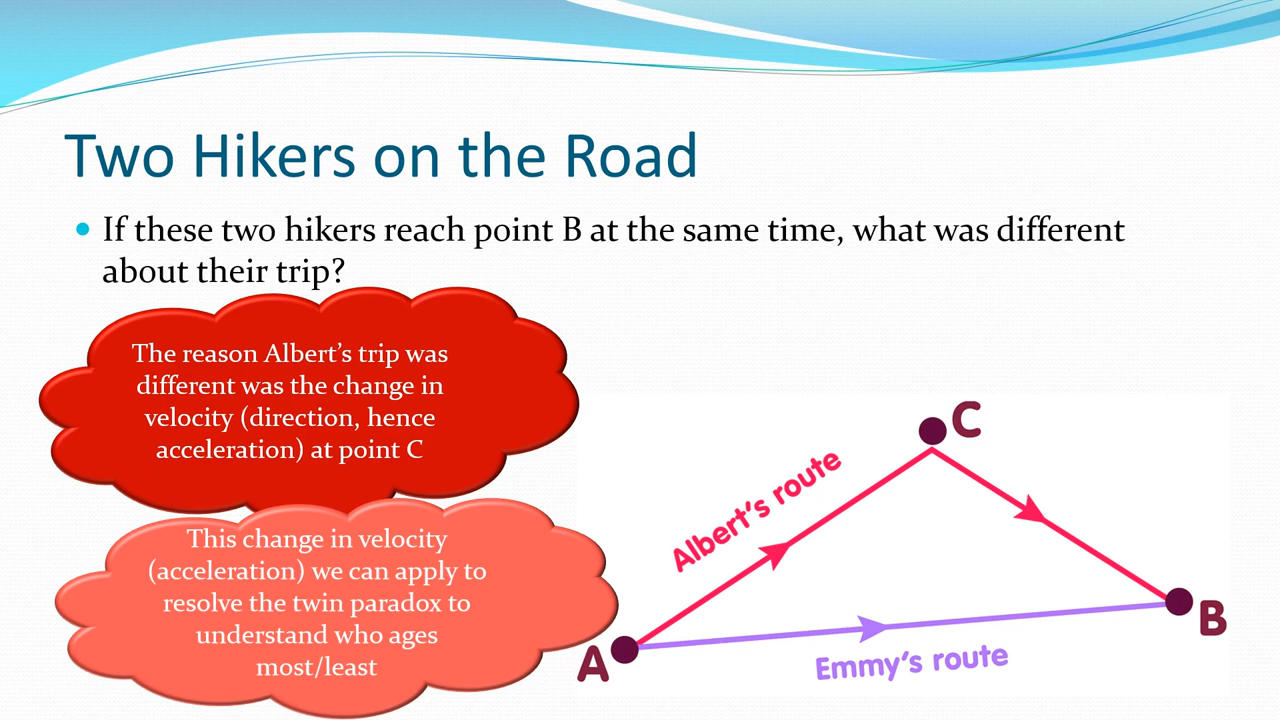 Two Hikers on the Road
If these two hikers reach point B at the same time, what was different
about their trip?
The reason Albert’s trip was
different was the change in
velocity (direction, hence
acceleration) at point C
This change in velocity
(acceleration) we can apply to
resolve the twin paradox to
understand who ages
most/least
C
Albert's route
B
A
Emmy's route